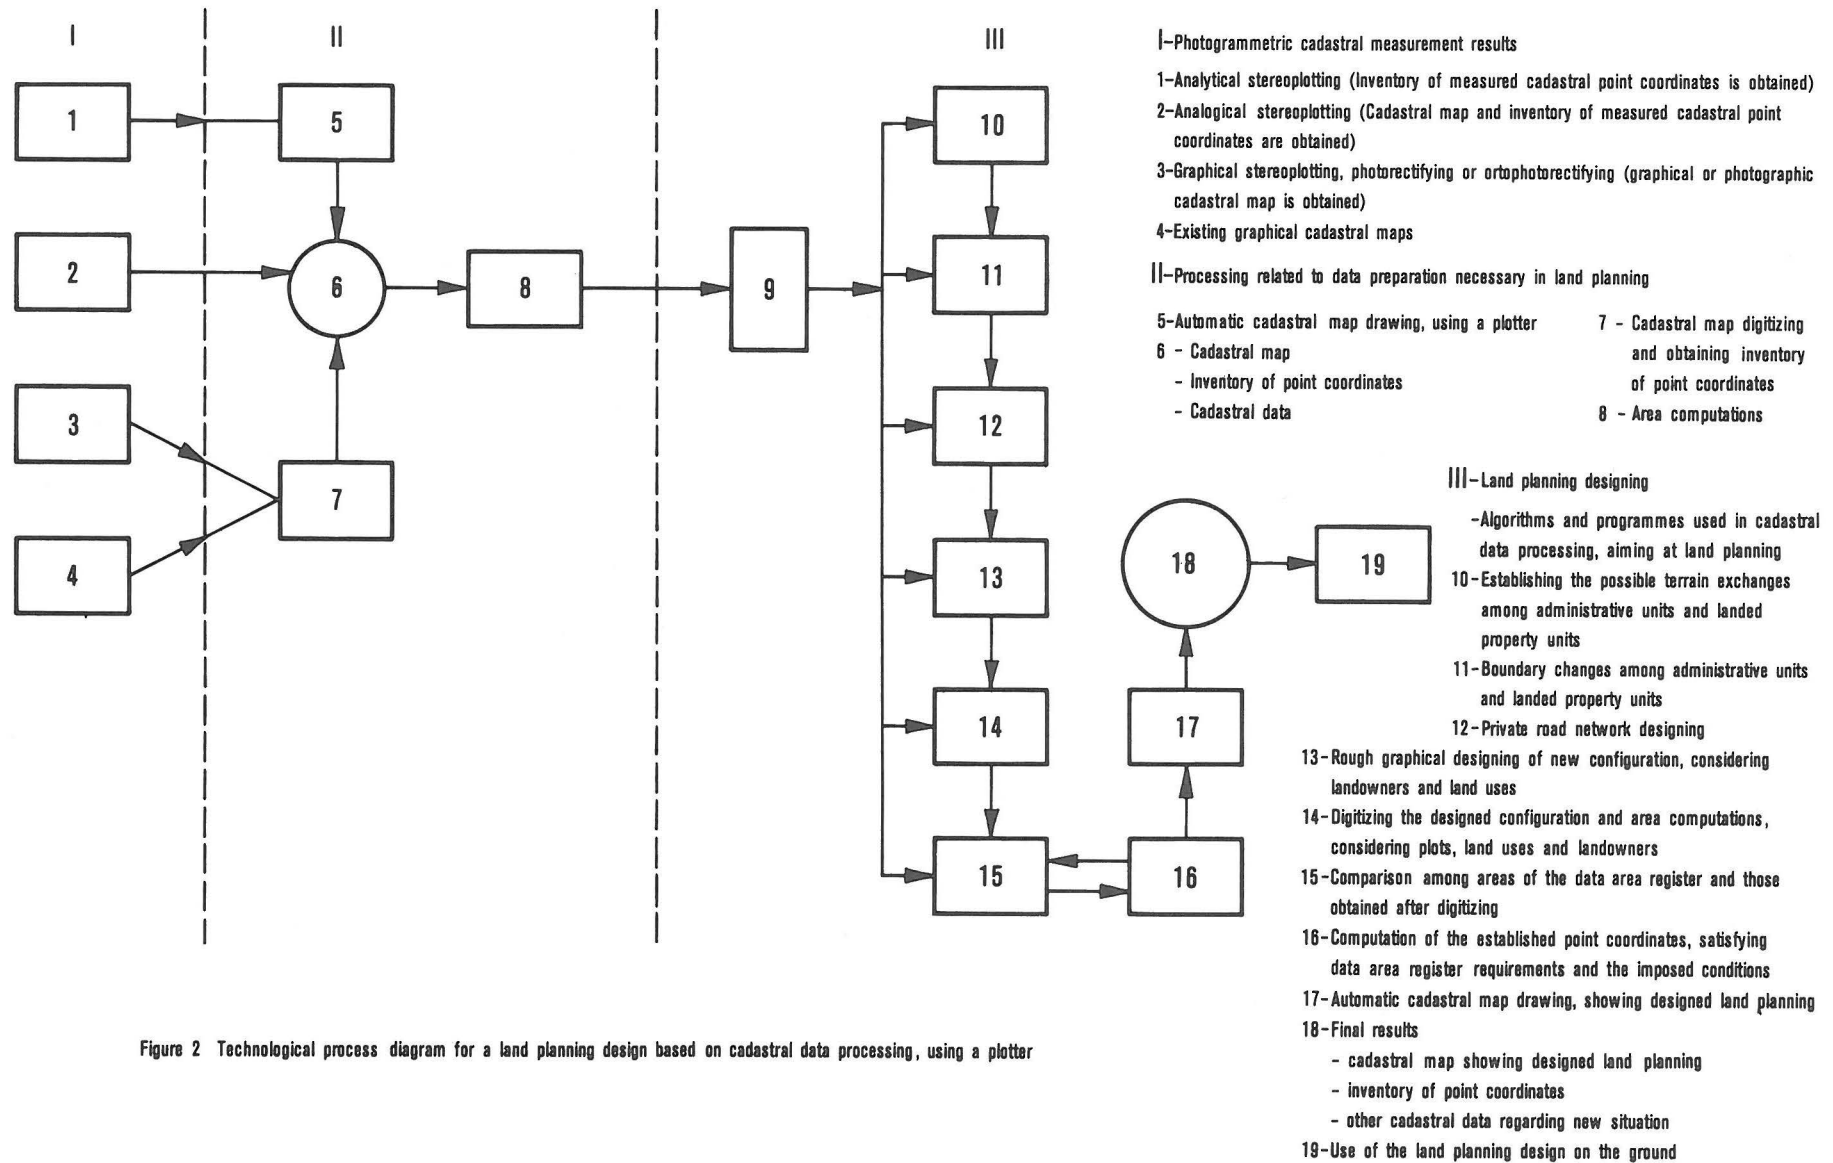 I
II
III
1
2
3
4
5
6
7
8
9
10
11
12
13
14
15
16
17
18
19
I-Photogrammetric cadastral measurement results
1-Analytical stereoplotting (Inventory of measured cadastral point coordinates is obtained)
2-Analogical stereoplotting (Cadastral map and inventory of measured cadastral point
coordinates are obtained)
3-Graphical stereoplotting, photorectifying or ortophotorectifying (graphical or photographic
cadastral map is obtained)
4-Existing graphical cadastral maps
II-Processing related to data preparation necessary in land planning
5-Automatic cadastral map drawing, using a plotter
6 - Cadastral map
- Inventory of point coordinates
- Cadastral data
7 - Cadastral map digitizing
and obtaining inventory
of point coordinates
8 - Area computations
III-Land planning designing
-Algorithms and programmes used in cadastral
data processing, aiming at land planning
10-Establishing the possible terrain exchanges
among administrative units and landed
property units
11-Boundary changes among administrative units
and landed property units
12-Private road network designing
13-Rough graphical designing of new configuration, considering
landowners and land uses
14-Digitizing the designed configuration and area computations,
considering plots, land uses and landowners
15-Comparison among areas of the data area register and those
obtained after digitizing
16-Computation of the established point coordinates, satisfying
data area register requirements and the imposed conditions
17-Automatic cadastral map drawing, showing designed land planning
18-Final results
- cadastral map showing designed land planning
- inventory of point coordinates
- other cadastral data regarding new situation
19-Use of the land planning design on the ground
Figure 2 Technological process diagram for a land planning design based on cadastral data processing, using a plotter